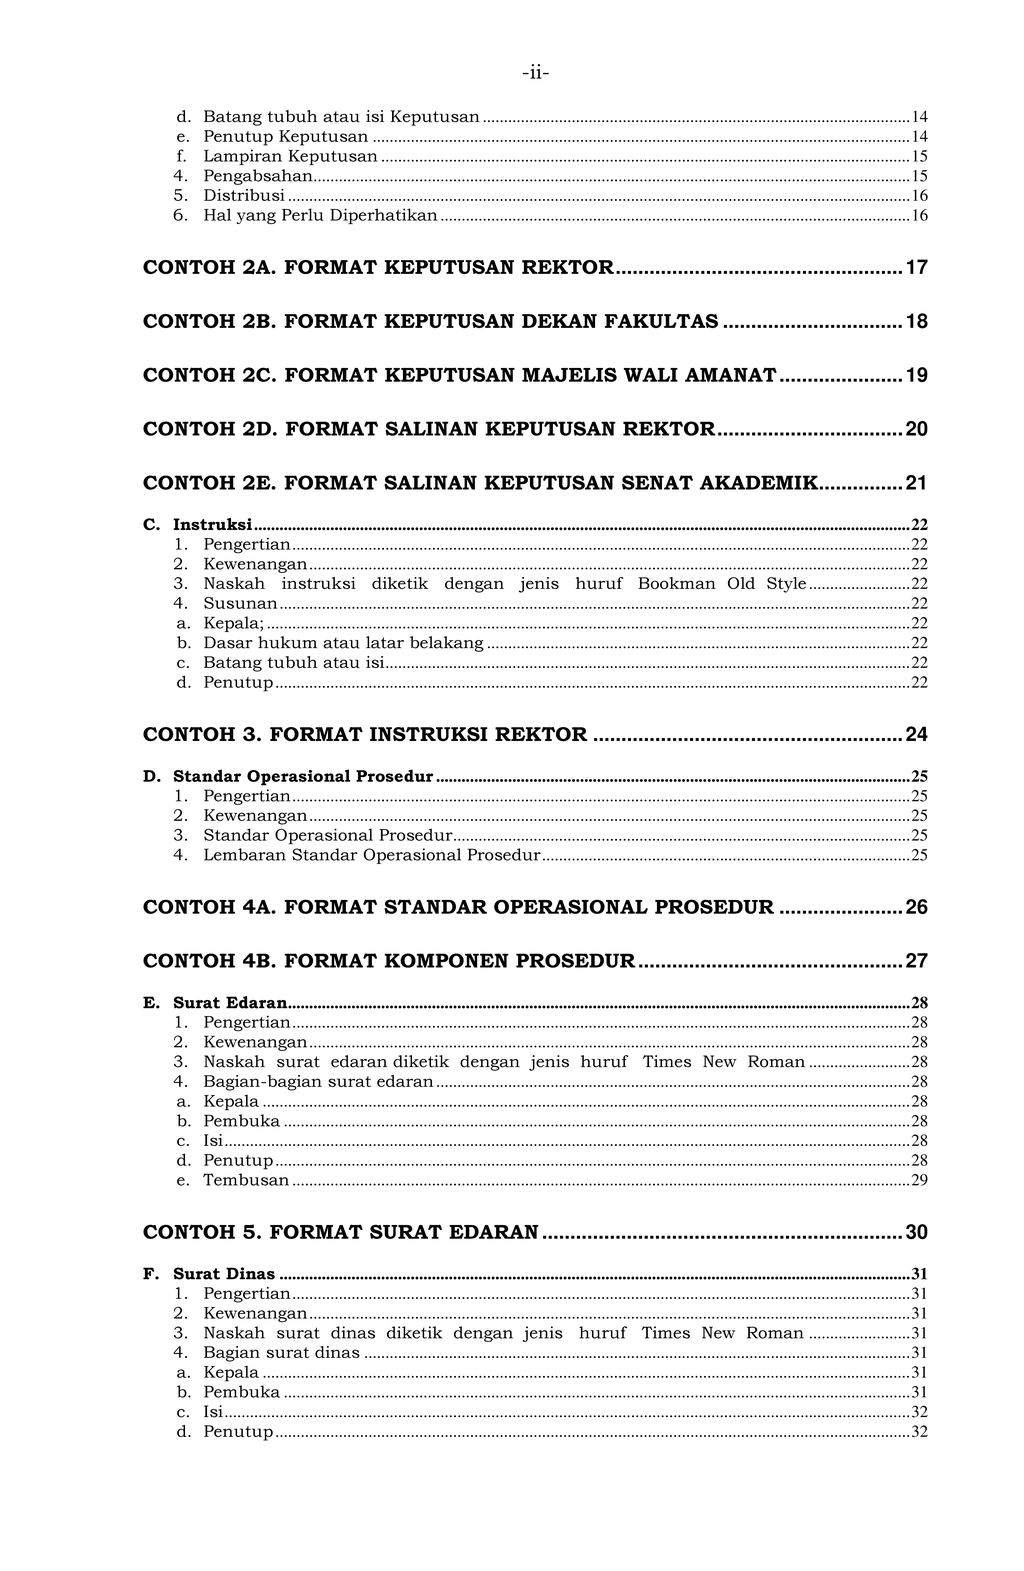 -ii-
d. Batang tubuh atau isi Keputusan ........ 14
e. Penutup Keputusan ........ 14
f. Lampiran Keputusan ........ 15
4. Pengabsahan ........ 15
5. Distribusi ........ 16
6. Hal yang Perlu Diperhatikan ........ 16
CONTOH 2A. FORMAT KEPUTUSAN REKTOR ........ 17
CONTOH 2B. FORMAT KEPUTUSAN DEKAN FAKULTAS ........ 18
CONTOH 2C. FORMAT KEPUTUSAN MAJELIS WALI AMANAT ........ 19
CONTOH 2D. FORMAT SALINAN KEPUTUSAN REKTOR ........ 20
CONTOH 2E. FORMAT SALINAN KEPUTUSAN SENAT AKADEMIK ........ 21
C. Instruksi ........ 22
1. Pengertian ........ 22
2. Kewenangan ........ 22
3. Naskah instruksi diketik dengan jenis huruf Bookman Old Style ........ 22
4. Susunan ........ 22
a. Kepala; ........ 22
b. Dasar hukum atau latar belakang ........ 22
c. Batang tubuh atau isi ........ 22
d. Penutup ........ 22
CONTOH 3. FORMAT INSTRUKSI REKTOR ........ 24
D. Standar Operasional Prosedur ........ 25
1. Pengertian ........ 25
2. Kewenangan ........ 25
3. Standar Operasional Prosedur ........ 25
4. Lembaran Standar Operasional Prosedur ........ 25
CONTOH 4A. FORMAT STANDAR OPERASIONAL PROSEDUR ........ 26
CONTOH 4B. FORMAT KOMPONEN PROSEDUR ........ 27
E. Surat Edaran ........ 28
1. Pengertian ........ 28
2. Kewenangan ........ 28
3. Naskah surat edaran diketik dengan jenis huruf Times New Roman ........ 28
4. Bagian-bagian surat edaran ........ 28
a. Kepala ........ 28
b. Pembuka ........ 28
c. Isi ........ 28
d. Penutup ........ 28
e. Tembusan ........ 29
CONTOH 5. FORMAT SURAT EDARAN ........ 30
F. Surat Dinas ........ 31
1. Pengertian ........ 31
2. Kewenangan ........ 31
3. Naskah surat dinas diketik dengan jenis huruf Times New Roman ........ 31
4. Bagian surat dinas ........ 31
a. Kepala ........ 31
b. Pembuka ........ 31
c. Isi ........ 32
d. Penutup ........ 32